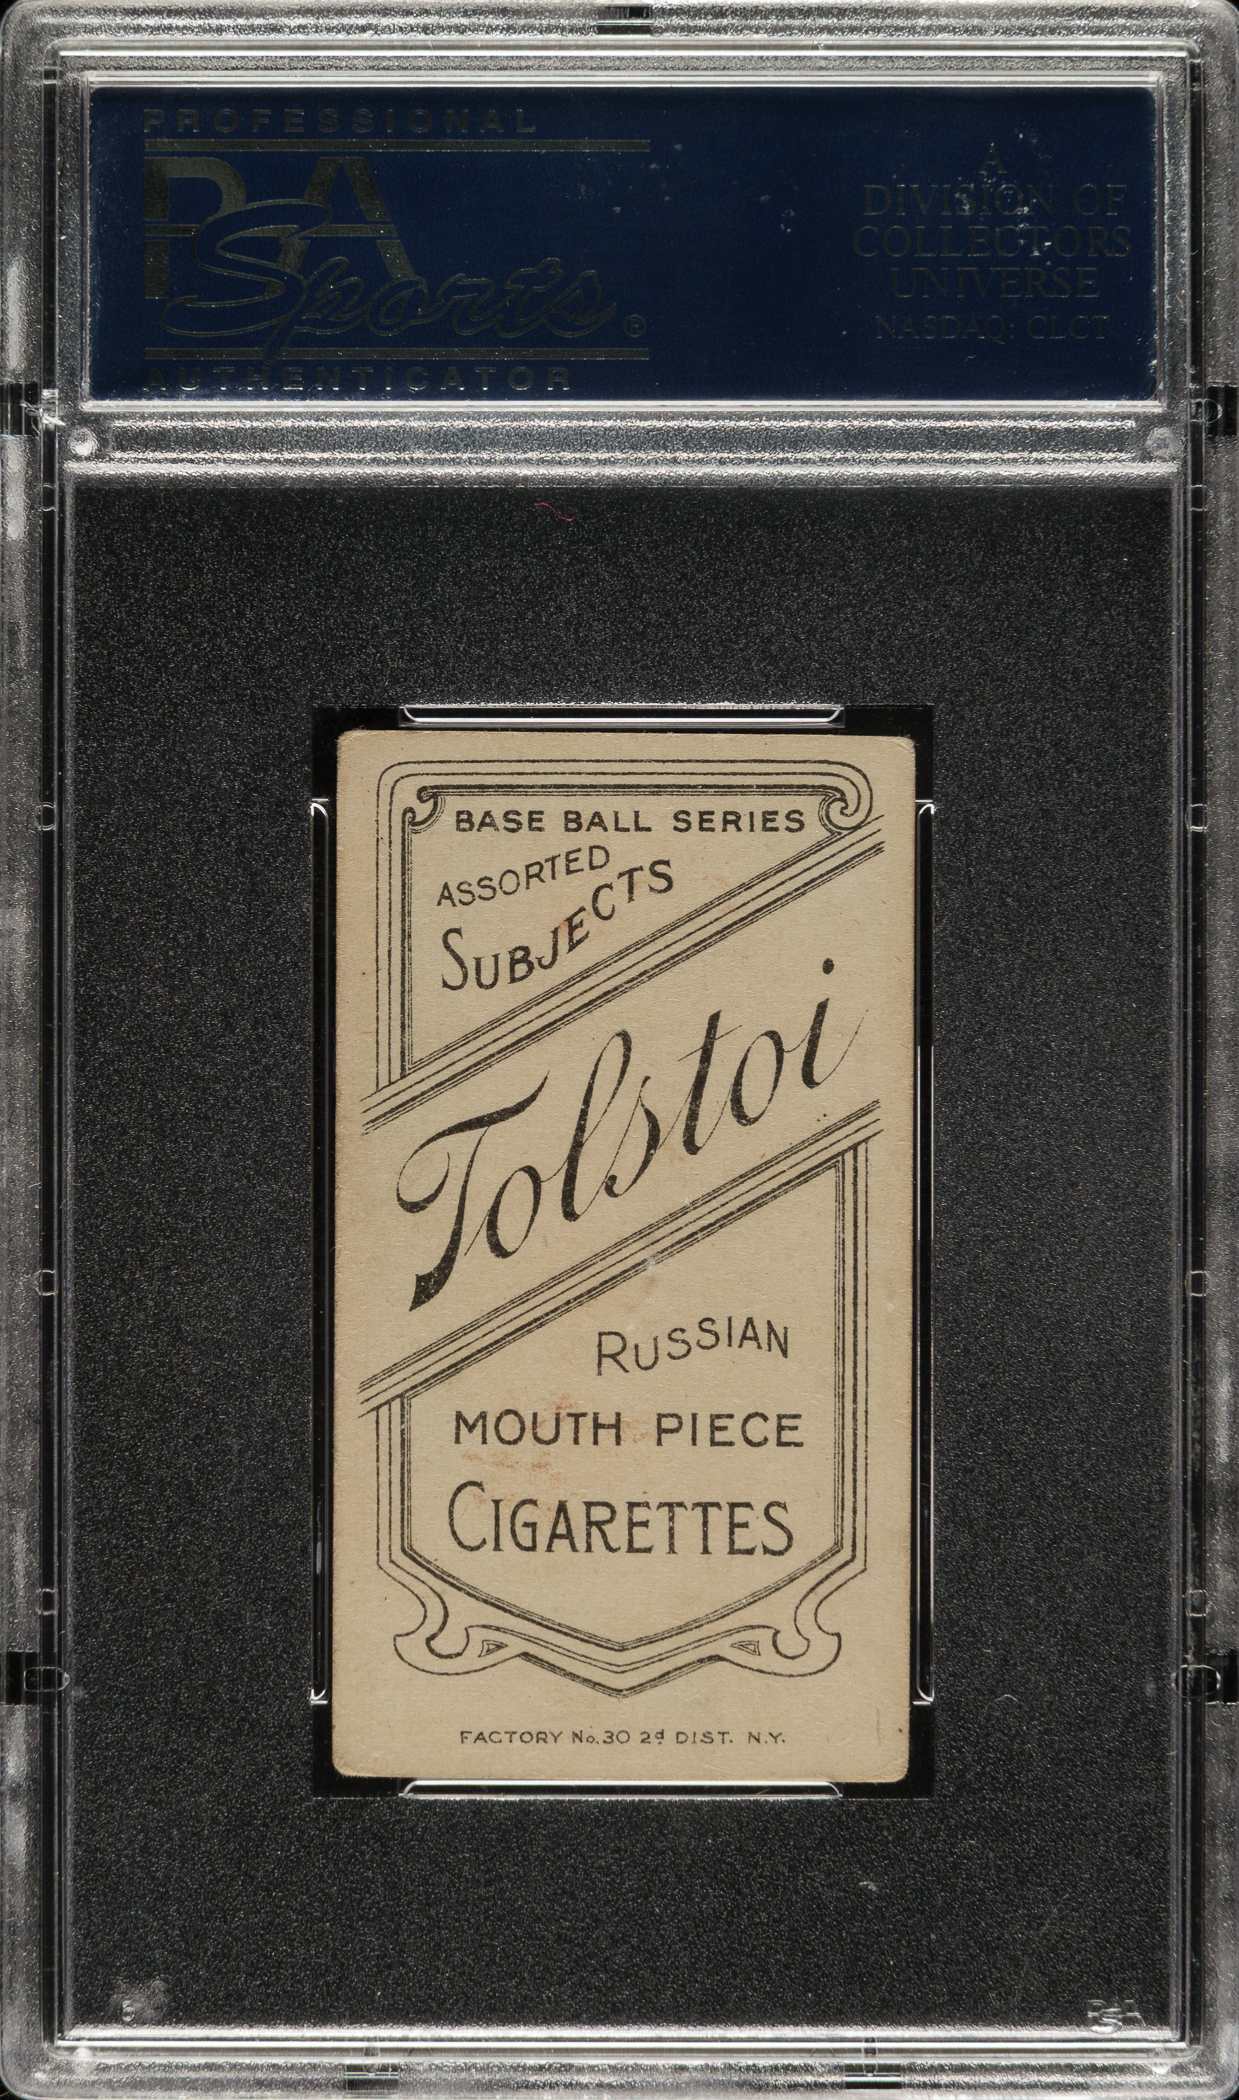 PROFESSIONAL
PSA
Sports®
AUTHENTICATOR
A
DIVISION OF
COLLECTORS
UNIVERSE
NASDAQ: CLCT
BASE BALL SERIES
ASSORTED
SUBJECTS
Tolstoi
RUSSIAN
MOUTH PIECE
CIGARETTES
FACTORY No. 30 2d DIST. N.Y.
PSA